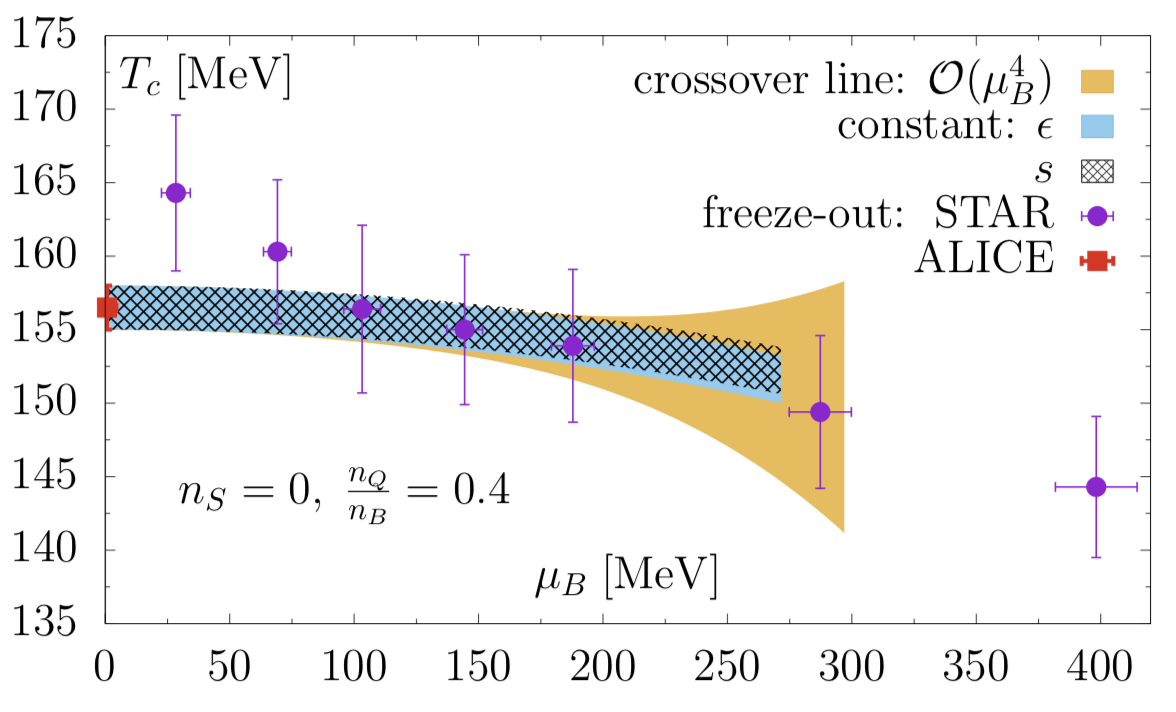 175
170
165
160
155
150
145
140
135
T_c [MeV]
crossover line: 𝒪(μ_B^4)
constant: ϵ
s
freeze-out: STAR
ALICE
n_S = 0, n_Q/n_B = 0.4
μ_B [MeV]
0 50 100 150 200 250 300 350 400